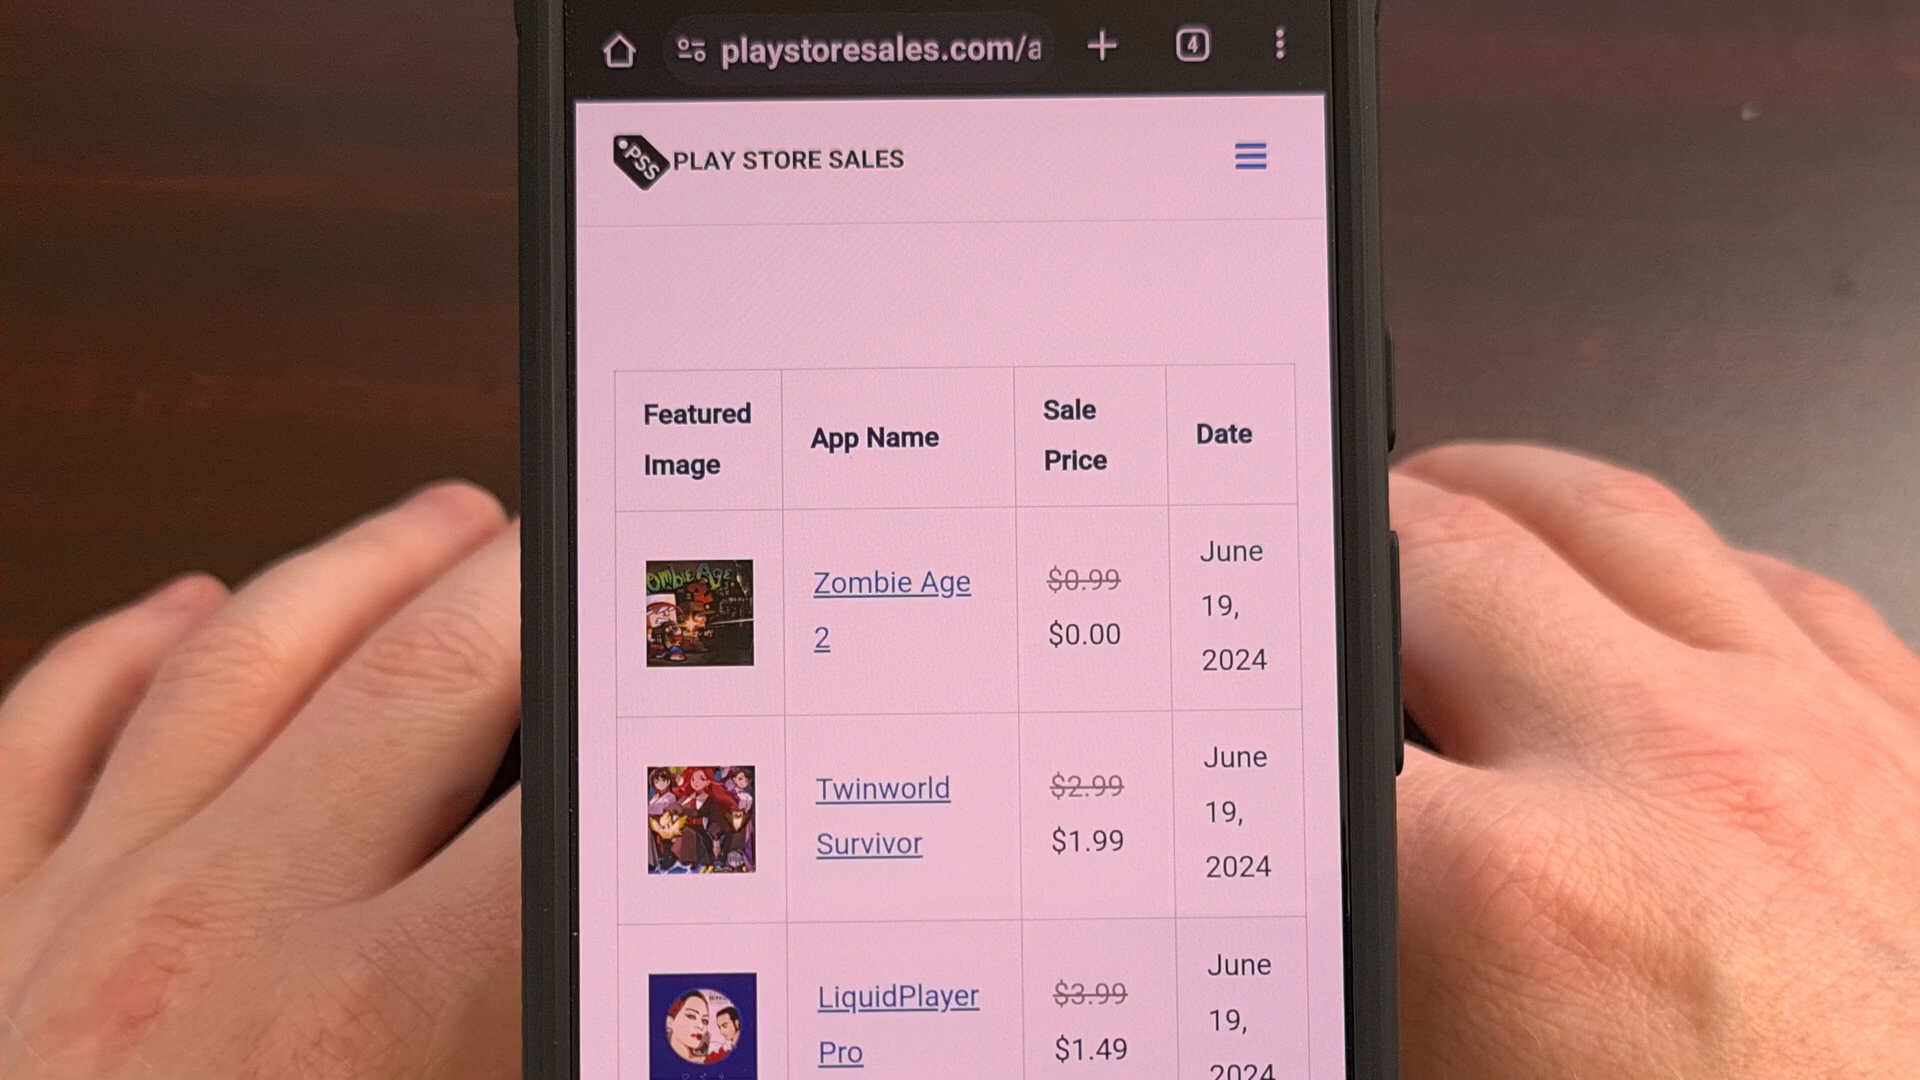 playstoresales.com/a
4
PSS PLAY STORE SALES
Featured
Image
App Name
Sale
Price
Date
Zombie Age
2
$0.99
$0.00
June
19,
2024
Twinworld
Survivor
$2.99
$1.99
June
19,
2024
LiquidPlayer
Pro
$3.99
$1.49
June
19,
2024